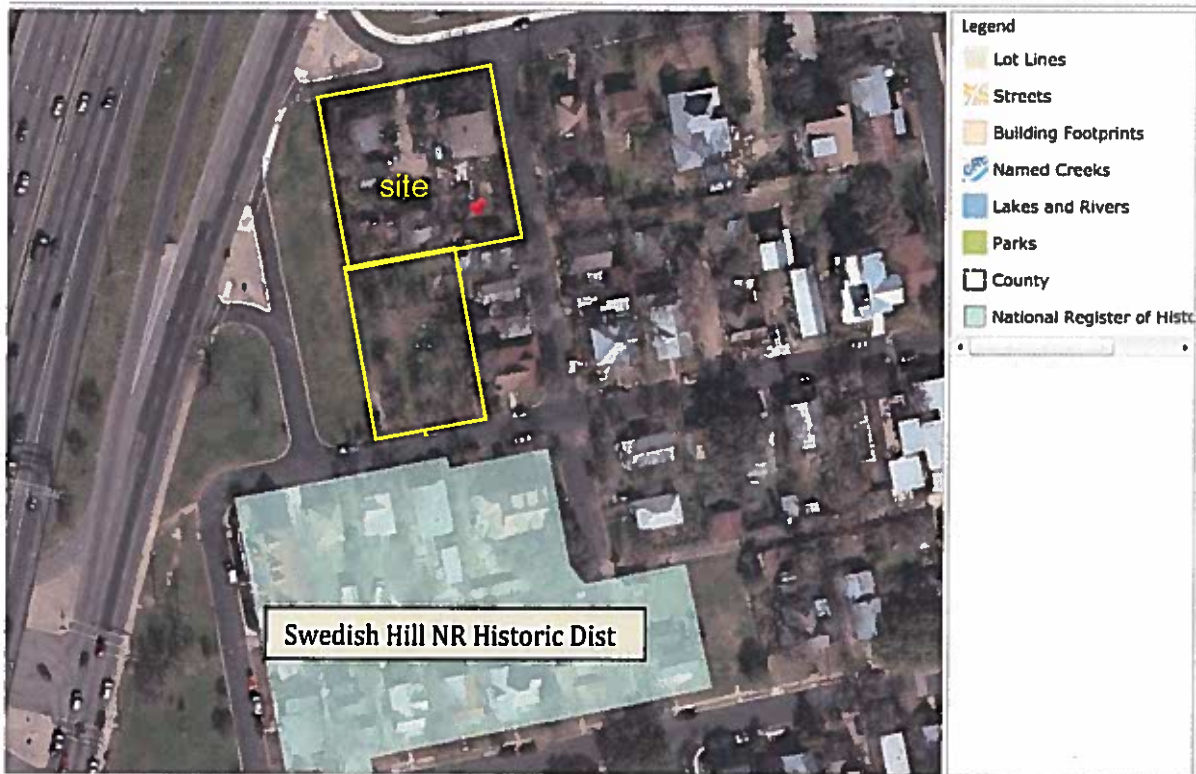 site
Swedish Hill NR Historic Dist
Legend
Lot Lines
Streets
Building Footprints
Named Creeks
Lakes and Rivers
Parks
County
National Register of Histo